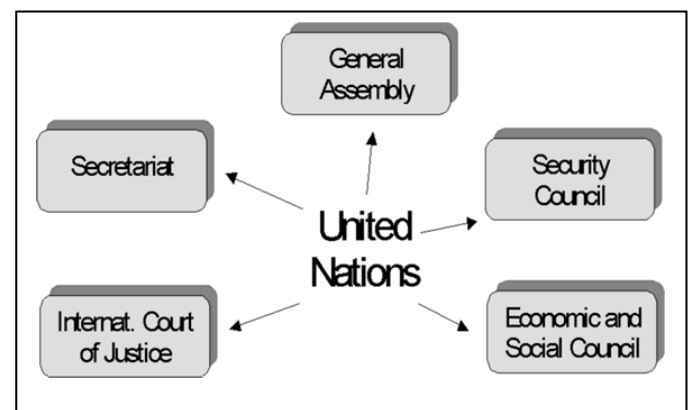 General
Assembly
Secretariat
Security
Council
United
Nations
Internat. Court
of Justice
Economic and
Social Council